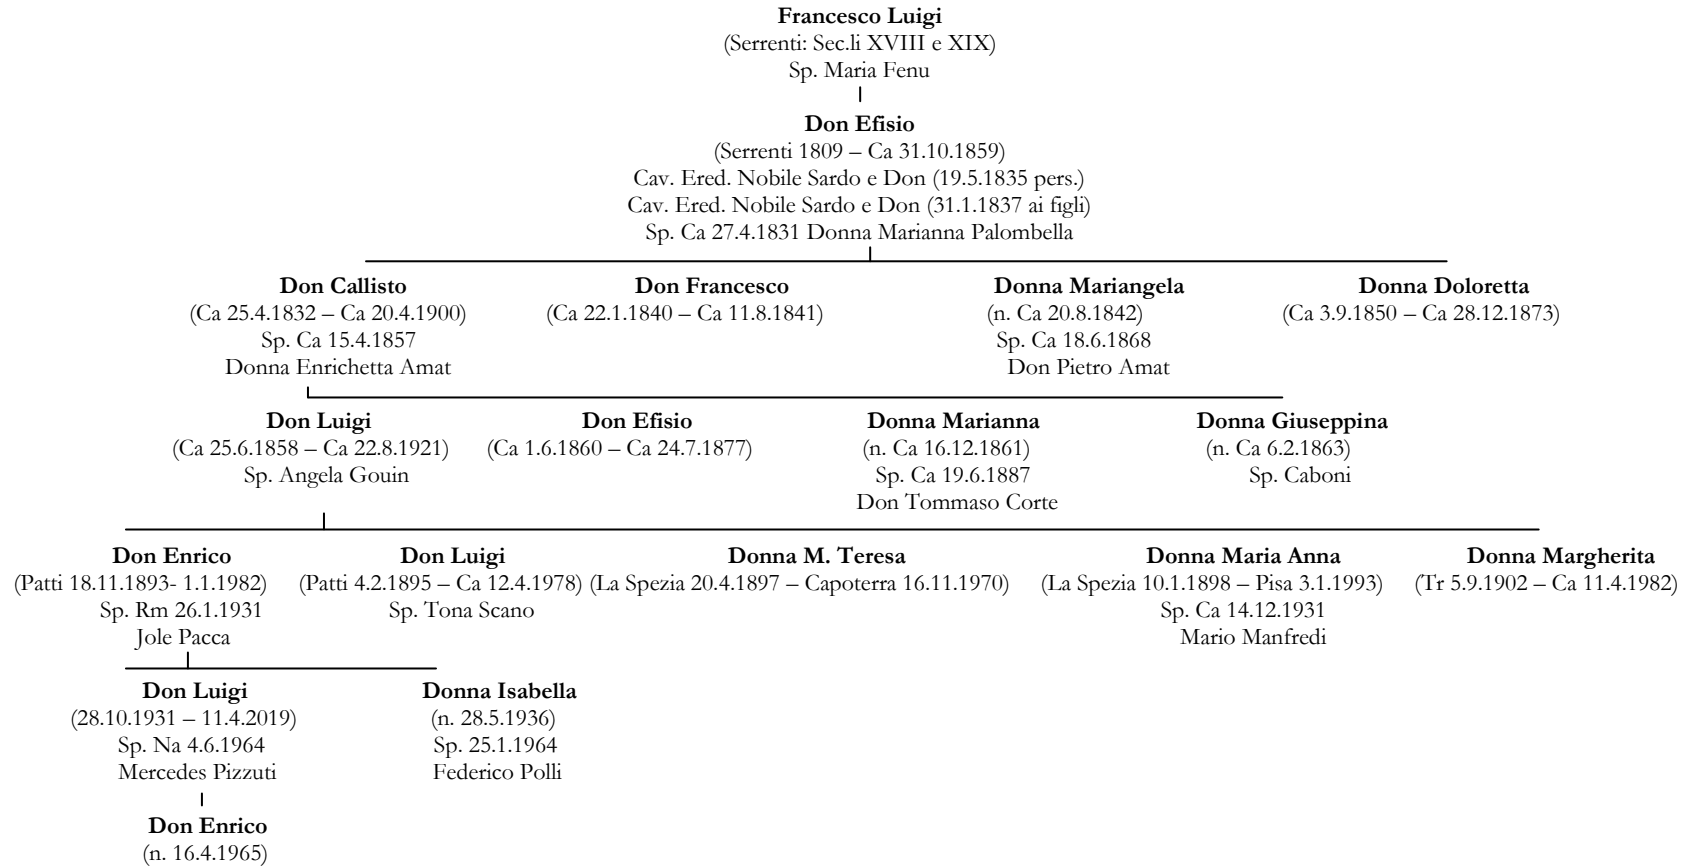 Francesco Luigi
(Serrenti: Sec.li XVIII e XIX)
Sp. Maria Fenu
Don Efisio
(Serrenti 1809 – Ca 31.10.1859)
Cav. Ered. Nobile Sardo e Don (19.5.1835 pers.)
Cav. Ered. Nobile Sardo e Don (31.1.1837 ai figli)
Sp. Ca 27.4.1831 Donna Marianna Palombella
Don Callisto
(Ca 25.4.1832 – Ca 20.4.1900)
Sp. Ca 15.4.1857
Donna Enrichetta Amat
Don Francesco
(Ca 22.1.1840 – Ca 11.8.1841)
Donna Mariangela
(n. Ca 20.8.1842)
Sp. Ca 18.6.1868
Don Pietro Amat
Donna Doloretta
(Ca 3.9.1850 – Ca 28.12.1873)
Don Luigi
(Ca 25.6.1858 – Ca 22.8.1921)
Sp. Angela Gouin
Don Efisio
(Ca 1.6.1860 – Ca 24.7.1877)
Donna Marianna
(n. Ca 16.12.1861)
Sp. Ca 19.6.1887
Don Tommaso Corte
Donna Giuseppina
(n. Ca 6.2.1863)
Sp. Caboni
Don Enrico
(Patti 18.11.1893- 1.1.1982)
Sp. Rm 26.1.1931
Jole Pacca
Don Luigi
(Patti 4.2.1895 – Ca 12.4.1978)
Sp. Tona Scano
Donna M. Teresa
(La Spezia 20.4.1897 – Capoterra 16.11.1970)
Donna Maria Anna
(La Spezia 10.1.1898 – Pisa 3.1.1993)
Sp. Ca 14.12.1931
Mario Manfredi
Donna Margherita
(Tr 5.9.1902 – Ca 11.4.1982)
Don Luigi
(28.10.1931 – 11.4.2019)
Sp. Na 4.6.1964
Mercedes Pizzuti
Donna Isabella
(n. 28.5.1936)
Sp. 25.1.1964
Federico Polli
Don Enrico
(n. 16.4.1965)